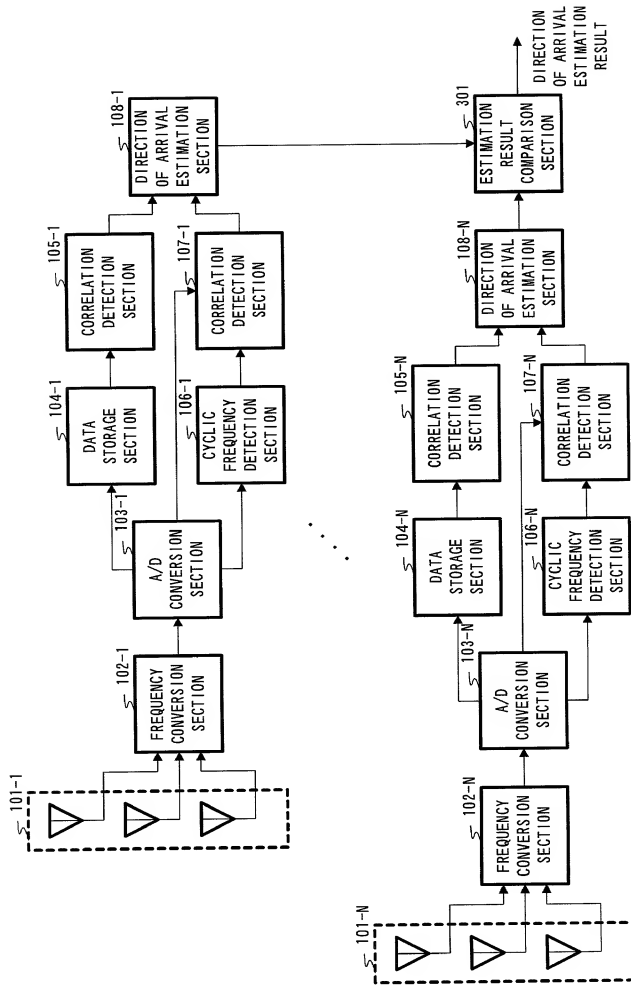 101-1
102-1
FREQUENCY
CONVERSION
SECTION
103-1
A/D
CONVERSION
SECTION
104-1
DATA
STORAGE
SECTION
105-1
CORRELATION
DETECTION
SECTION
106-1
CYCLIC
FREQUENCY
DETECTION
SECTION
107-1
CORRELATION
DETECTION
SECTION
108-1
DIRECTION
OF ARRIVAL
ESTIMATION
SECTION
101-N
102-N
FREQUENCY
CONVERSION
SECTION
103-N
A/D
CONVERSION
SECTION
104-N
DATA
STORAGE
SECTION
105-N
CORRELATION
DETECTION
SECTION
106-N
CYCLIC
FREQUENCY
DETECTION
SECTION
107-N
CORRELATION
DETECTION
SECTION
108-N
DIRECTION
OF ARRIVAL
ESTIMATION
SECTION
301
ESTIMATION
RESULT
COMPARISON
SECTION
DIRECTION
OF ARRIVAL
ESTIMATION
RESULT